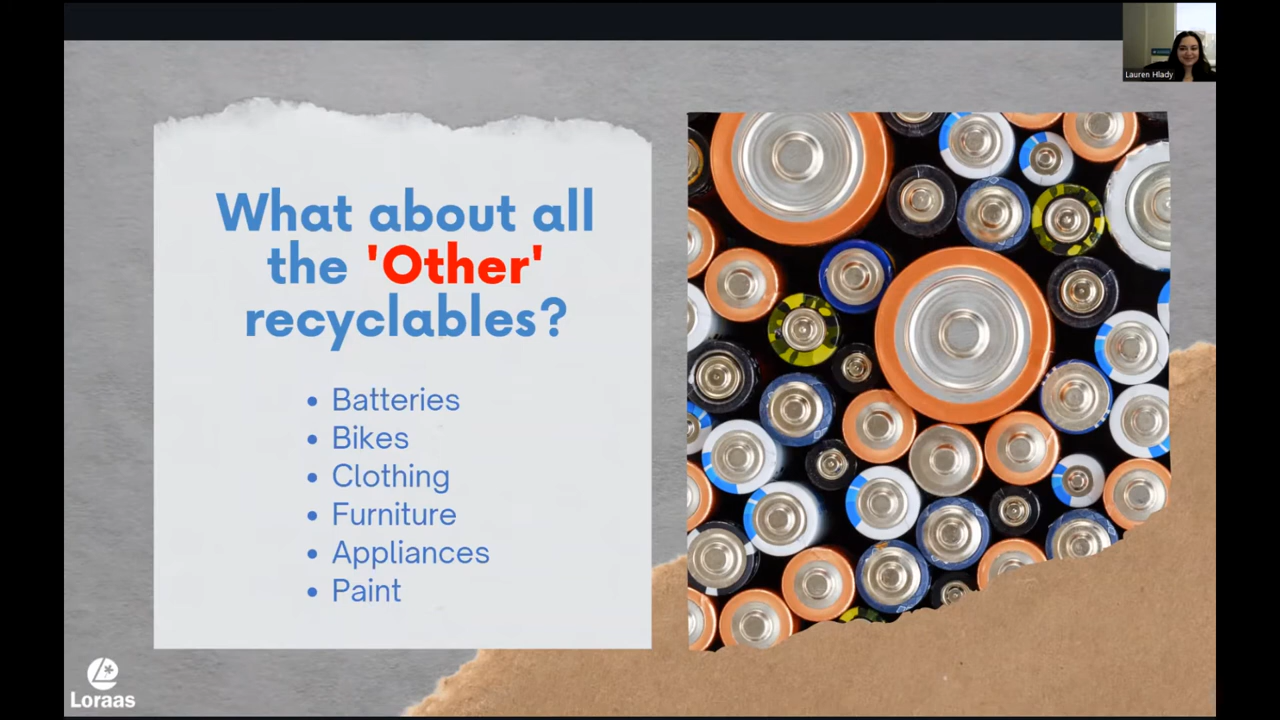 Lauren Hlady
What about all
the 'Other'
recyclables?
• Batteries
• Bikes
• Clothing
• Furniture
• Appliances
• Paint
Loraas